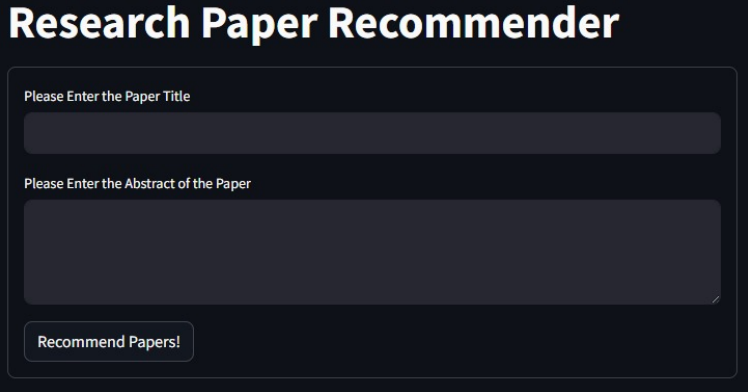 Research Paper Recommender
Please Enter the Paper Title
Please Enter the Abstract of the Paper
Recommend Papers!